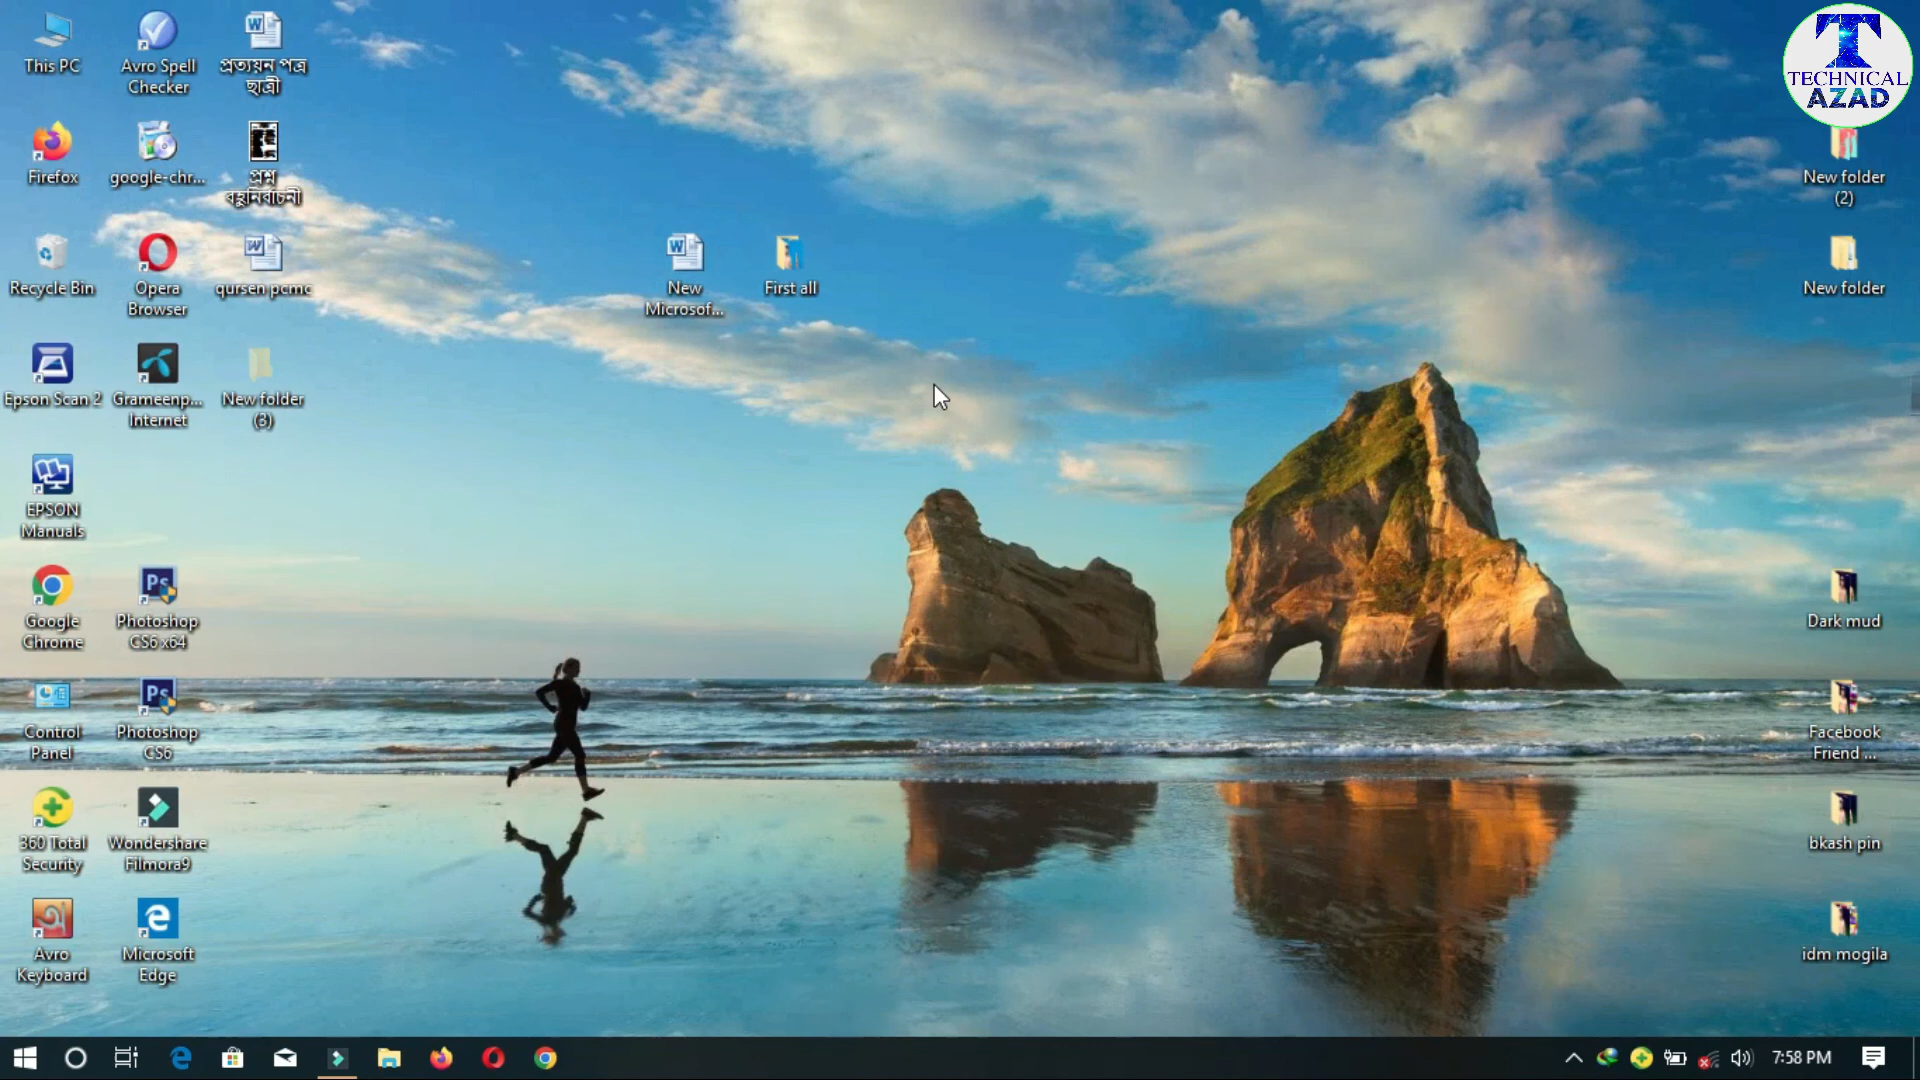 This PC
Avro Spell
Checker
প্রত্যয়ন পত্র
ছাত্রী
T
TECHNICAL
AZAD
Firefox
google-chr...
প্রশ্ন
বহুনির্বাচনী
New folder
(2)
Recycle Bin
Opera
Browser
qursen pcmc
New
Microsof...
First all
New folder
Epson Scan 2
Grameenp...
Internet
New folder
(3)
EPSON
Manuals
Google
Chrome
Photoshop
CS6 x64
Dark mud
Control
Panel
Photoshop
CS6
Facebook
Friend ...
360 Total
Security
Wondershare
Filmora9
bkash pin
Avro
Keyboard
Microsoft
Edge
idm mogila
7:58 PM